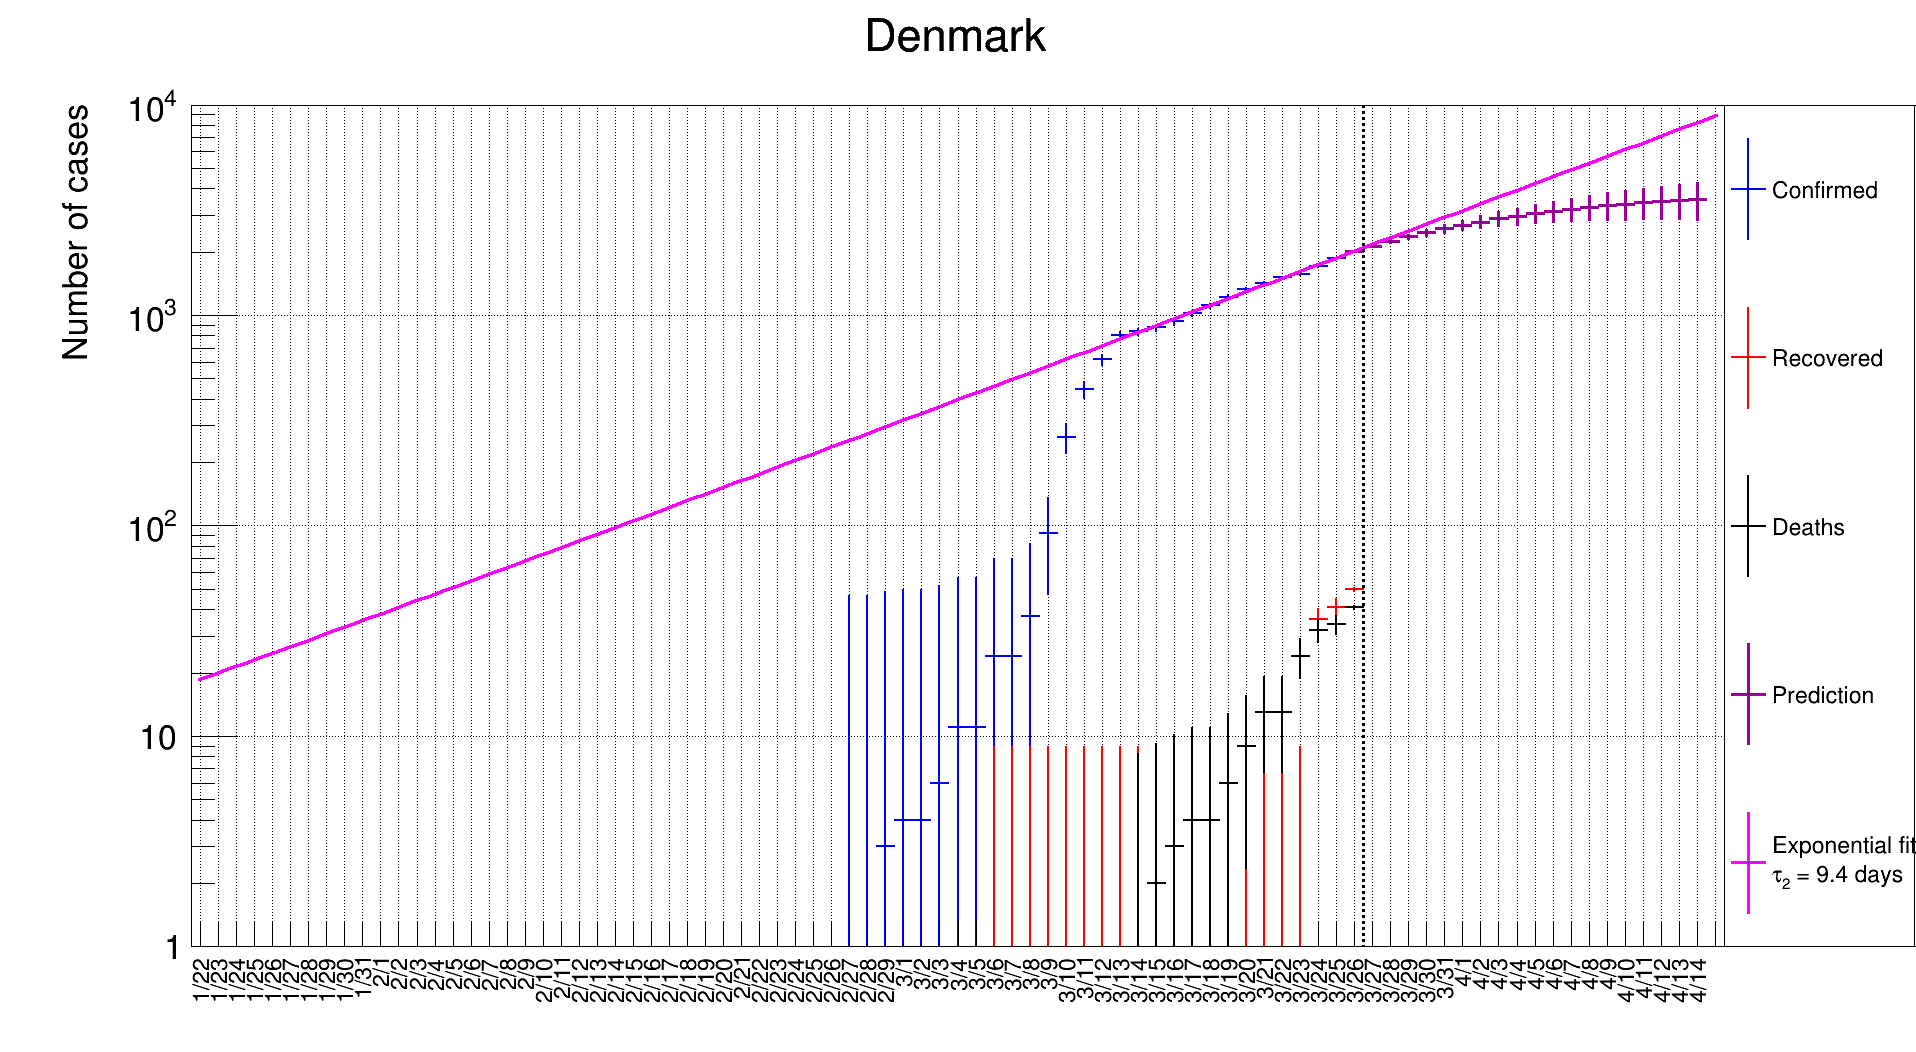 Denmark
Number of cases
10^4
10^3
10^2
10
1
1/22 1/23 1/24 1/25 1/26 1/27 1/28 1/29 1/30 1/31 2/1 2/2 2/3 2/4 2/5 2/6 2/7 2/8 2/9 2/10 2/11 2/12 2/13 2/14 2/15 2/16 2/17 2/18 2/19 2/20 2/21 2/22 2/23 2/24 2/25 2/26 2/27 2/28 2/29 3/1 3/2 3/3 3/4 3/5 3/6 3/7 3/8 3/9 3/10 3/11 3/12 3/13 3/14 3/15 3/16 3/17 3/18 3/19 3/20 3/21 3/22 3/23 3/24 3/25 3/26 3/27 3/28 3/29 3/30 3/31 4/1 4/2 4/3 4/4 4/5 4/6 4/7 4/8 4/9 4/10 4/11 4/12 4/13 4/14
Confirmed
Recovered
Deaths
Prediction
Exponential fit
τ₂ = 9.4 days